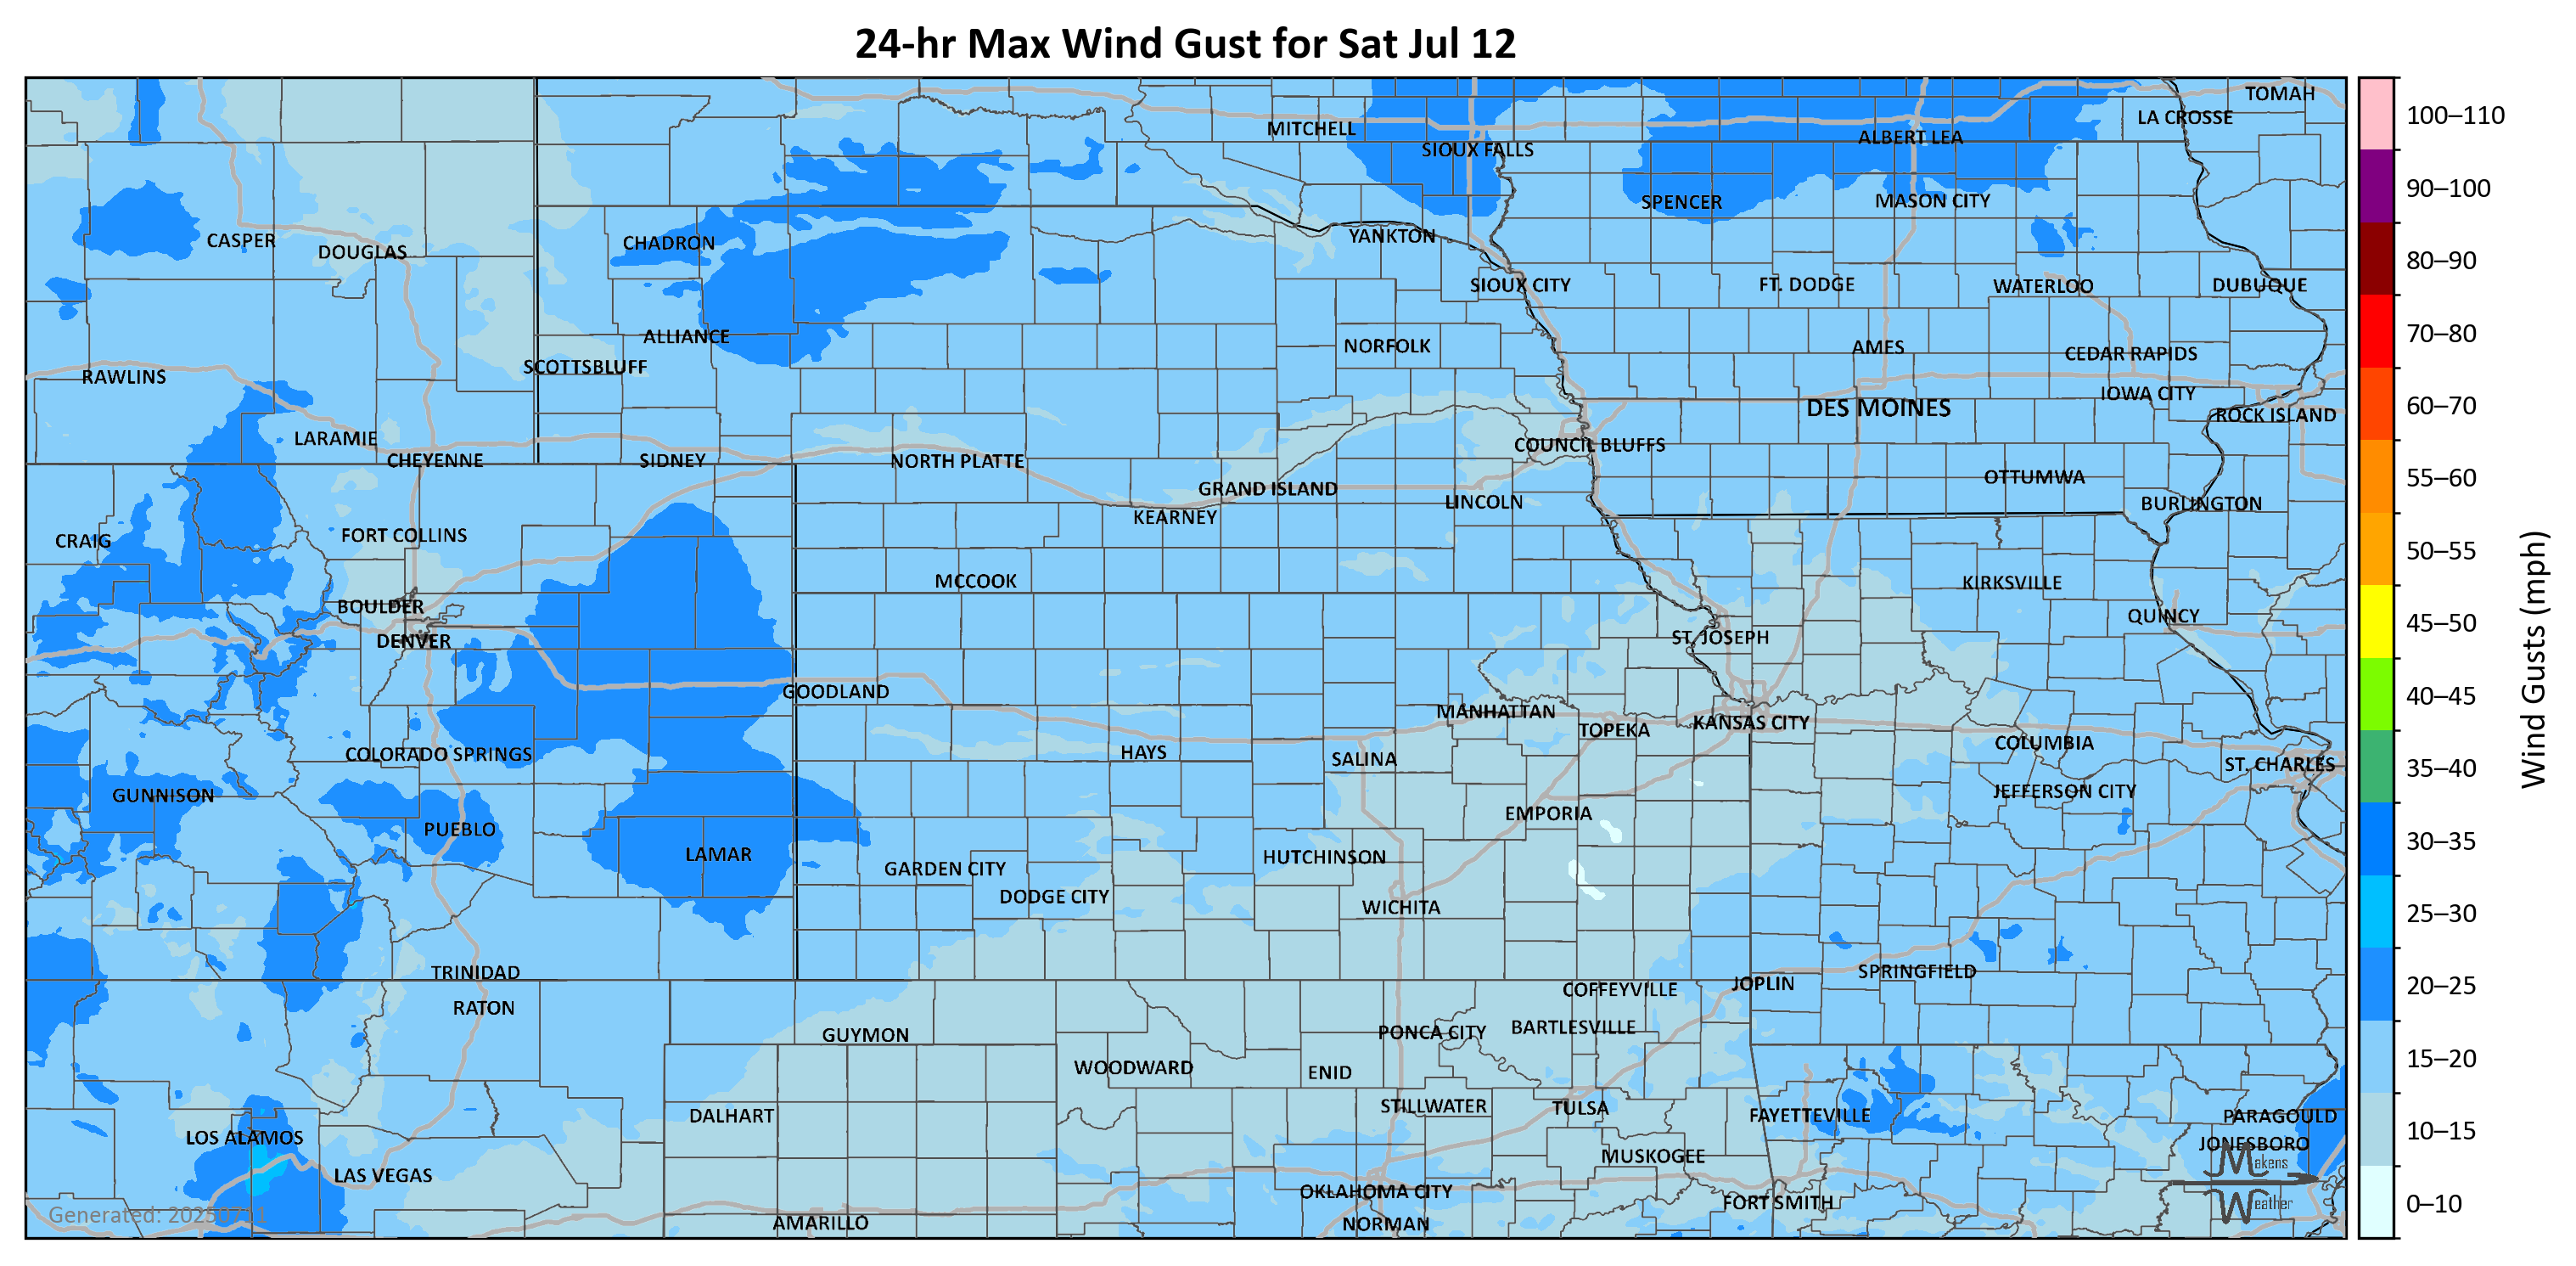 24-hr Max Wind Gust for Sat Jul 12
TOMAH
LA CROSSE
MITCHELL
ALBERT LEA
SIOUX FALLS
SPENCER
MASON CITY
CASPER
DOUGLAS
CHADRON
YANKTON
SIOUX CITY
FT. DODGE
WATERLOO
DUBUQUE
ALLIANCE
NORFOLK
AMES
CEDAR RAPIDS
SCOTTSBLUFF
RAWLINS
IOWA CITY
DES MOINES
ROCK ISLAND
LARAMIE
COUNCIL BLUFFS
CHEYENNE
SIDNEY
NORTH PLATTE
OTTUMWA
GRAND ISLAND
LINCOLN
BURLINGTON
KEARNEY
CRAIG
FORT COLLINS
MCCOOK
KIRKSVILLE
BOULDER
QUINCY
DENVER
ST. JOSEPH
GOODLAND
MANHATTAN
TOPEKA
KANSAS CITY
COLUMBIA
COLORADO SPRINGS
HAYS
SALINA
ST. CHARLES
GUNNISON
JEFFERSON CITY
EMPORIA
PUEBLO
LAMAR
HUTCHINSON
GARDEN CITY
DODGE CITY
WICHITA
TRINIDAD
SPRINGFIELD
JOPLIN
COFFEYVILLE
RATON
GUYMON
PONCA CITY
BARTLESVILLE
WOODWARD
ENID
STILLWATER
TULSA
DALHART
FAYETTEVILLE
PARAGOULD
LOS ALAMOS
JONESBORO
MUSKOGEE
LAS VEGAS
OKLAHOMA CITY
FORT SMITH
AMARILLO
NORMAN
Makens
Weather
Generated: 20250711
100–110
90–100
80–90
70–80
60–70
55–60
50–55
45–50
40–45
35–40
30–35
25–30
20–25
15–20
10–15
0–10
Wind Gusts (mph)